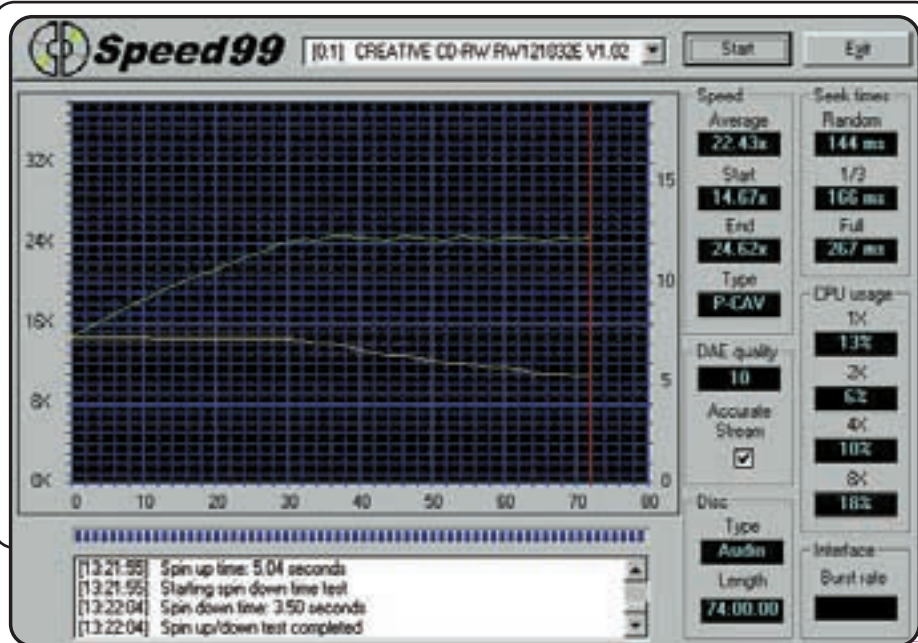 CD Speed99 [0:1] CREATIVE CD-RW RW121032E V1.02 Start Exit
Speed
Average
22.43x
Start
14.67x
End
24.62x
Type
P-CAV
DAE quality
10
Accurate
Stream
Disc
Type
Audio
Length
74:00.00
Seek times
Random
144 ms
1/3
166 ms
Full
267 ms
CPU usage
1X
13%
2X
6%
4X
10%
8X
18%
Interface
Burst rate
32X
24X
16X
8X
0X
15
10
5
0
0 10 20 30 40 50 60 70 80
[13:21:55] Spin up time: 5.04 seconds
[13:21:55] Starting spin down time test
[13:22:04] Spin down time: 3.50 seconds
[13:22:04] Spin up/down test completed